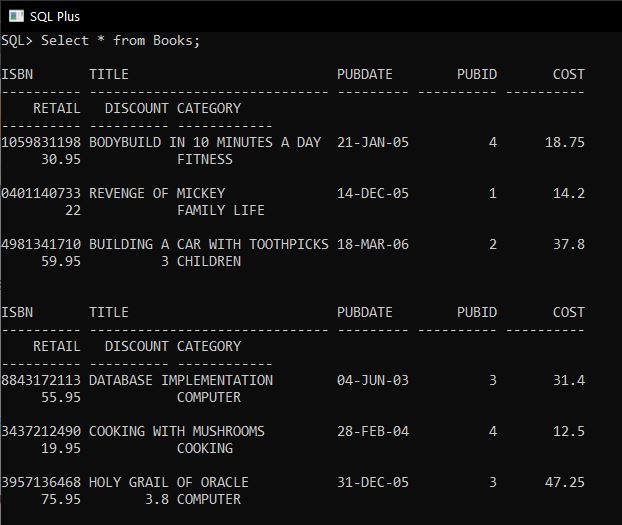 SQL Plus
SQL> Select * from Books;
ISBN       TITLE                          PUBDATE        PUBID       COST
---------- ------------------------------ --------- ---------- ----------
    RETAIL   DISCOUNT CATEGORY
---------- ---------- ------------
1059831198 BODYBUILD IN 10 MINUTES A DAY  21-JAN-05          4      18.75
     30.95            FITNESS
0401140733 REVENGE OF MICKEY              14-DEC-05          1       14.2
        22            FAMILY LIFE
4981341710 BUILDING A CAR WITH TOOTHPICKS 18-MAR-06          2       37.8
     59.95          3 CHILDREN
ISBN       TITLE                          PUBDATE        PUBID       COST
---------- ------------------------------ --------- ---------- ----------
    RETAIL   DISCOUNT CATEGORY
---------- ---------- ------------
8843172113 DATABASE IMPLEMENTATION        04-JUN-03          3       31.4
     55.95            COMPUTER
3437212490 COOKING WITH MUSHROOMS         28-FEB-04          4       12.5
     19.95            COOKING
3957136468 HOLY GRAIL OF ORACLE           31-DEC-05          3      47.25
     75.95        3.8 COMPUTER